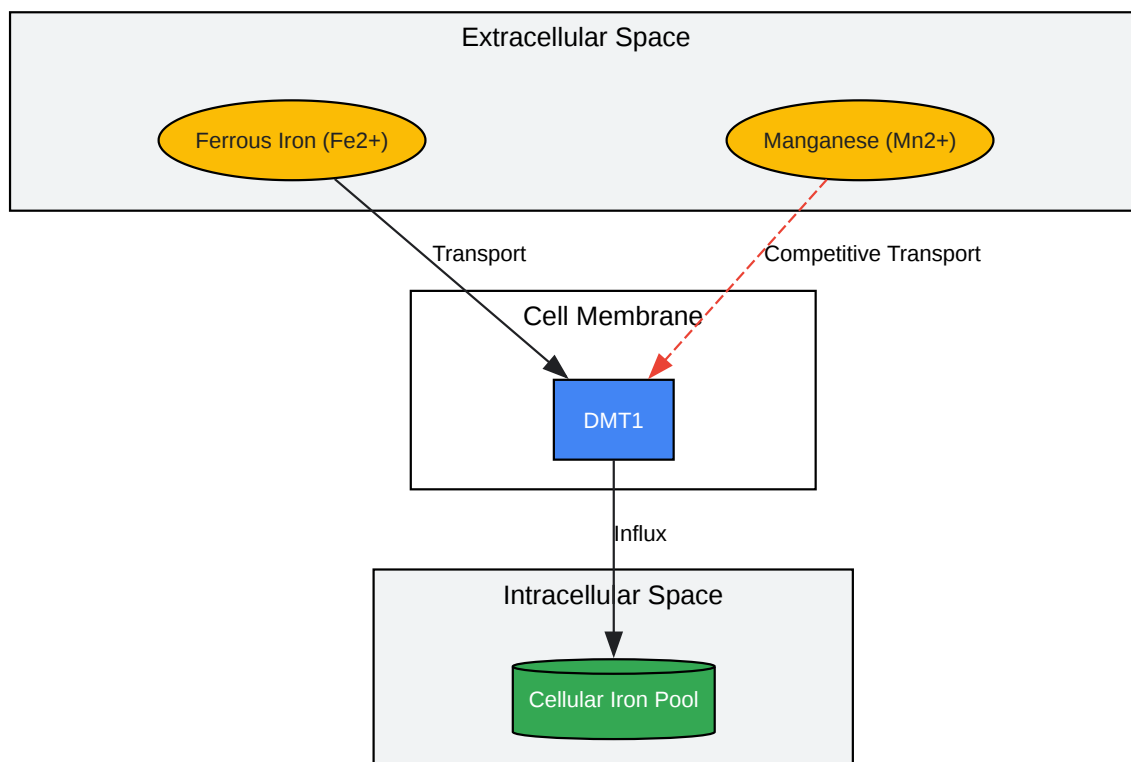 Extracellular Space
Ferrous Iron (Fe2+)
Manganese (Mn2+)
Transport
Competitive Transport
Cell Membrane
DMT1
Influx
Intracellular Space
Cellular Iron Pool